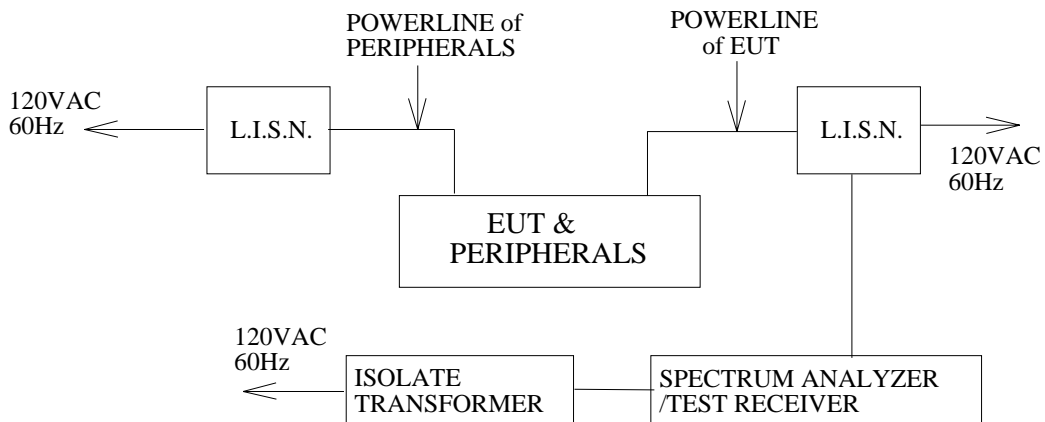 POWERLINE of
PERIPHERALS
POWERLINE
of EUT
120VAC
60Hz
L.I.S.N.
L.I.S.N.
120VAC
60Hz
EUT &
PERIPHERALS
120VAC
60Hz
ISOLATE
TRANSFORMER
SPECTRUM ANALYZER
/TEST RECEIVER